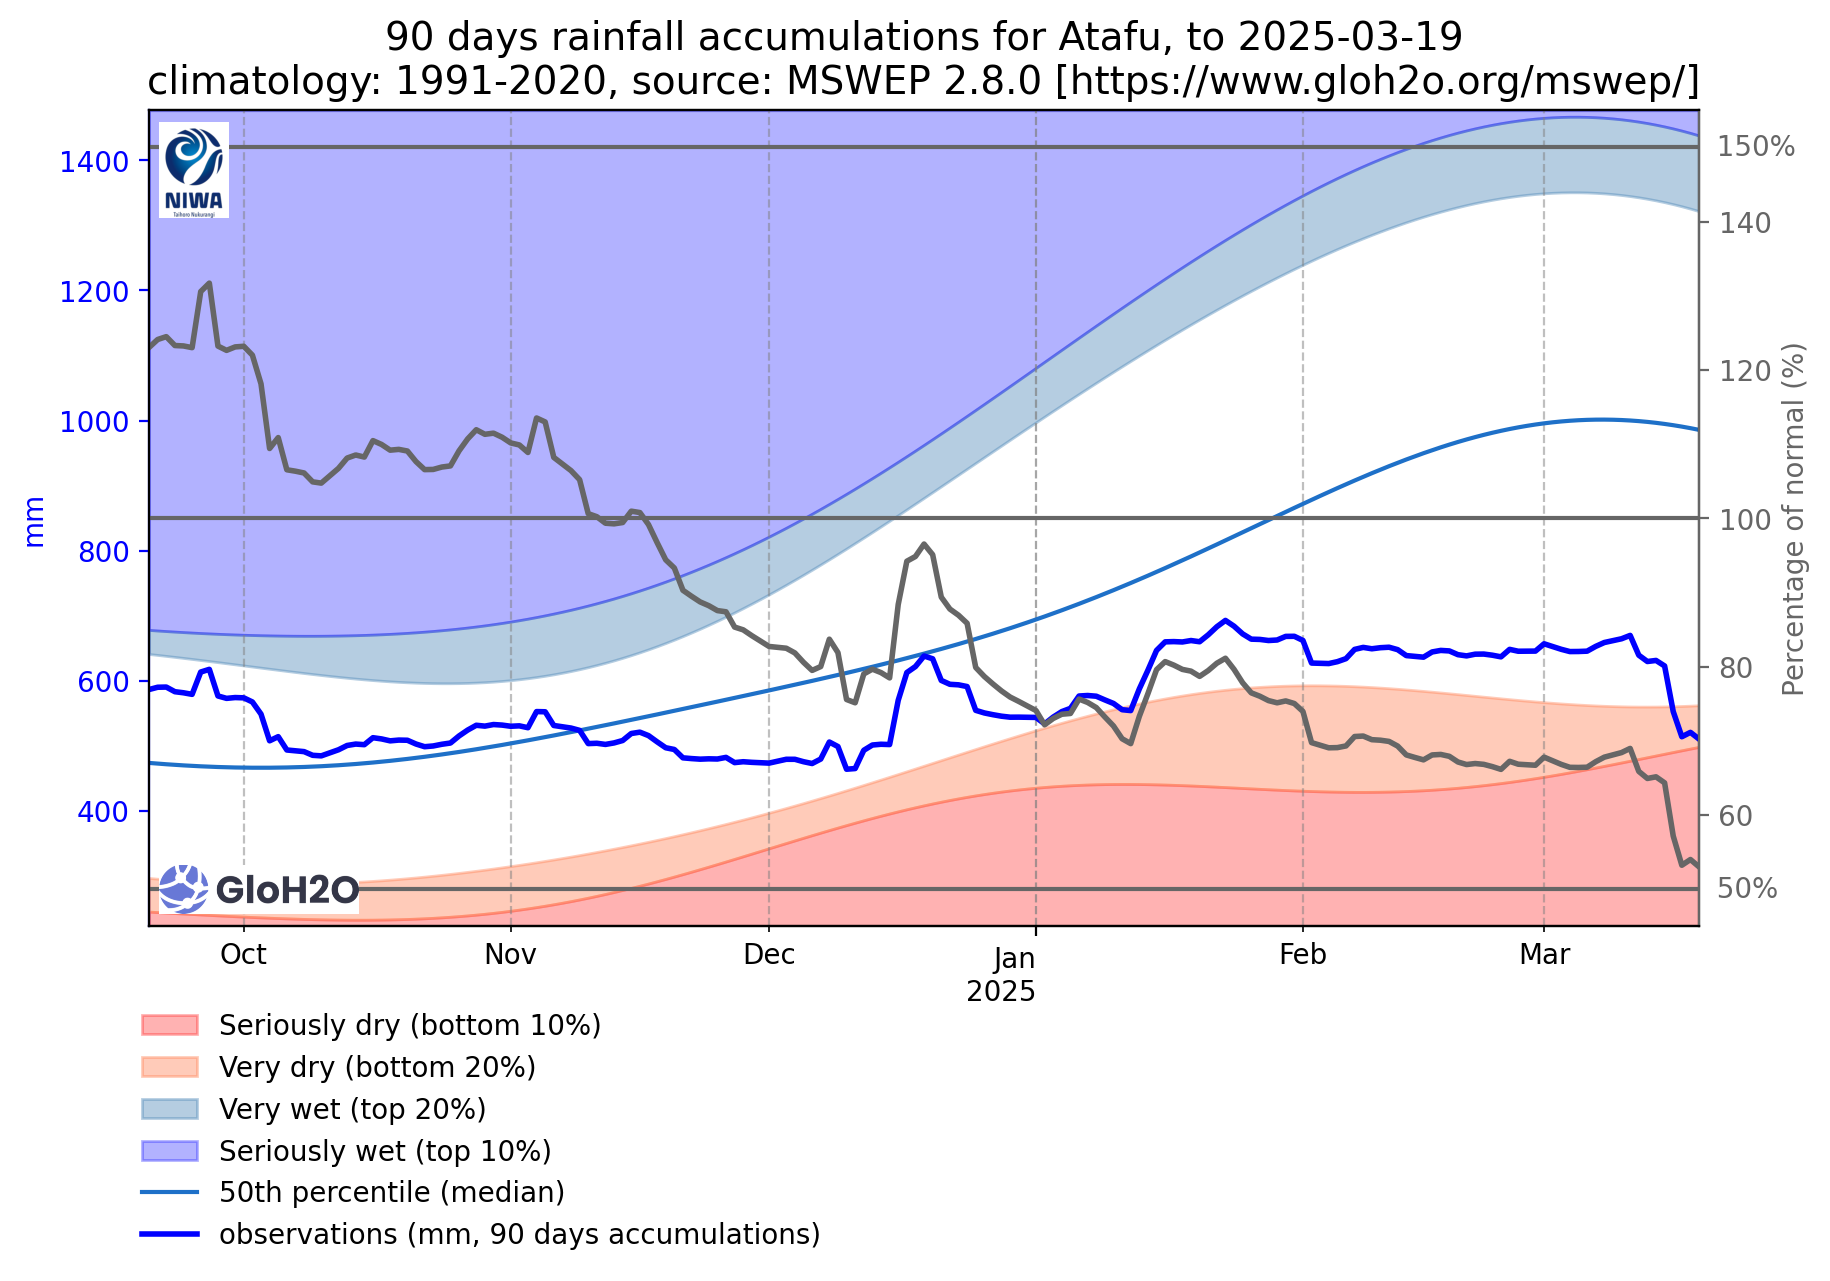 90 days rainfall accumulations for Atafu, to 2025-03-19
climatology: 1991-2020, source: MSWEP 2.8.0 [https://www.gloh2o.org/mswep/]
NIWA
Taihoro Nukurangi
1400
1200
1000
800
600
400
mm
150%
140
120
100
80
60
50%
Percentage of normal (%)
GloH2O
Oct
Nov
Dec
Jan
2025
Feb
Mar
Seriously dry (bottom 10%)
Very dry (bottom 20%)
Very wet (top 20%)
Seriously wet (top 10%)
50th percentile (median)
observations (mm, 90 days accumulations)